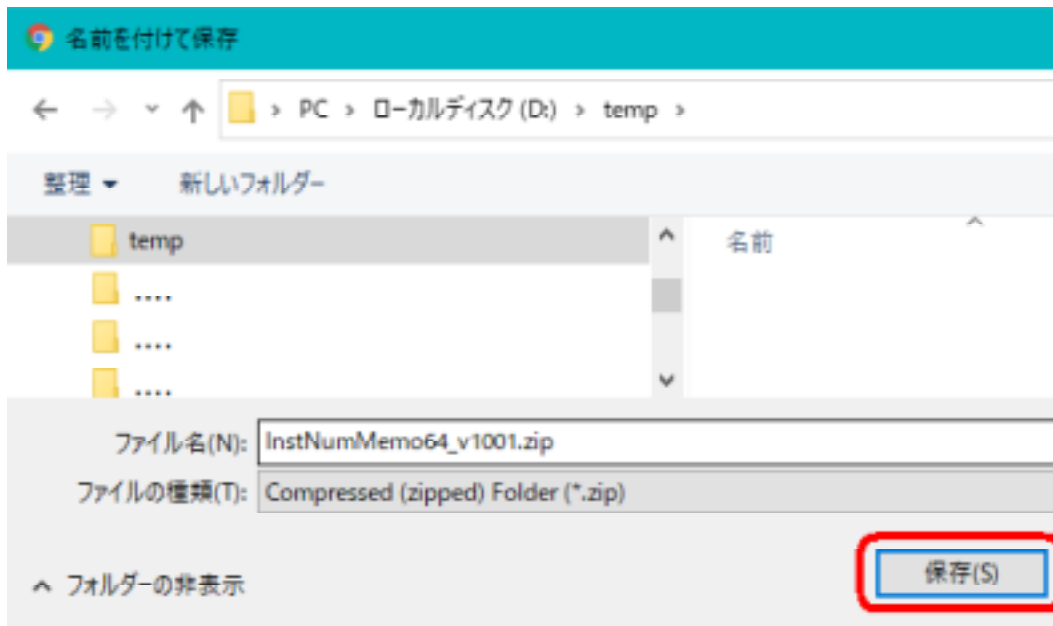 名前を付けて保存
PC > ローカルディスク (D:) > temp >
整理 新しいフォルダー
temp
名前
....
....
....
ファイル名(N): InstNumMemo64_v1001.zip
ファイルの種類(T): Compressed (zipped) Folder (*.zip)
保存(S)
フォルダーの非表示